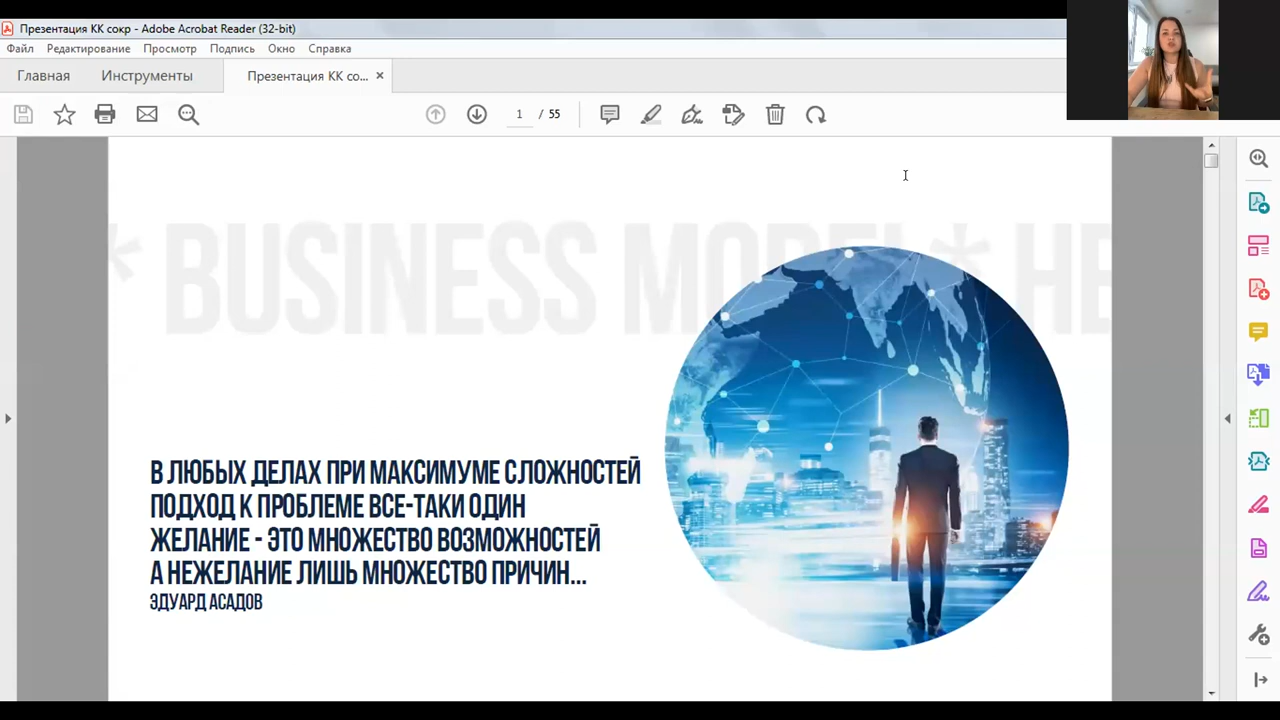 Презентация КК сокр - Adobe Acrobat Reader (32-bit)
Файл Редактирование Просмотр Подпись Окно Справка
Главная Инструменты Презентация КК со... ×
1 / 55
* BUSINESS MODEL * HE
В ЛЮБЫХ ДЕЛАХ ПРИ МАКСИМУМЕ СЛОЖНОСТЕЙ
ПОДХОД К ПРОБЛЕМЕ ВСЕ-ТАКИ ОДИН
ЖЕЛАНИЕ - ЭТО МНОЖЕСТВО ВОЗМОЖНОСТЕЙ
А НЕЖЕЛАНИЕ ЛИШЬ МНОЖЕСТВО ПРИЧИН...
ЭДУАРД АСАДОВ